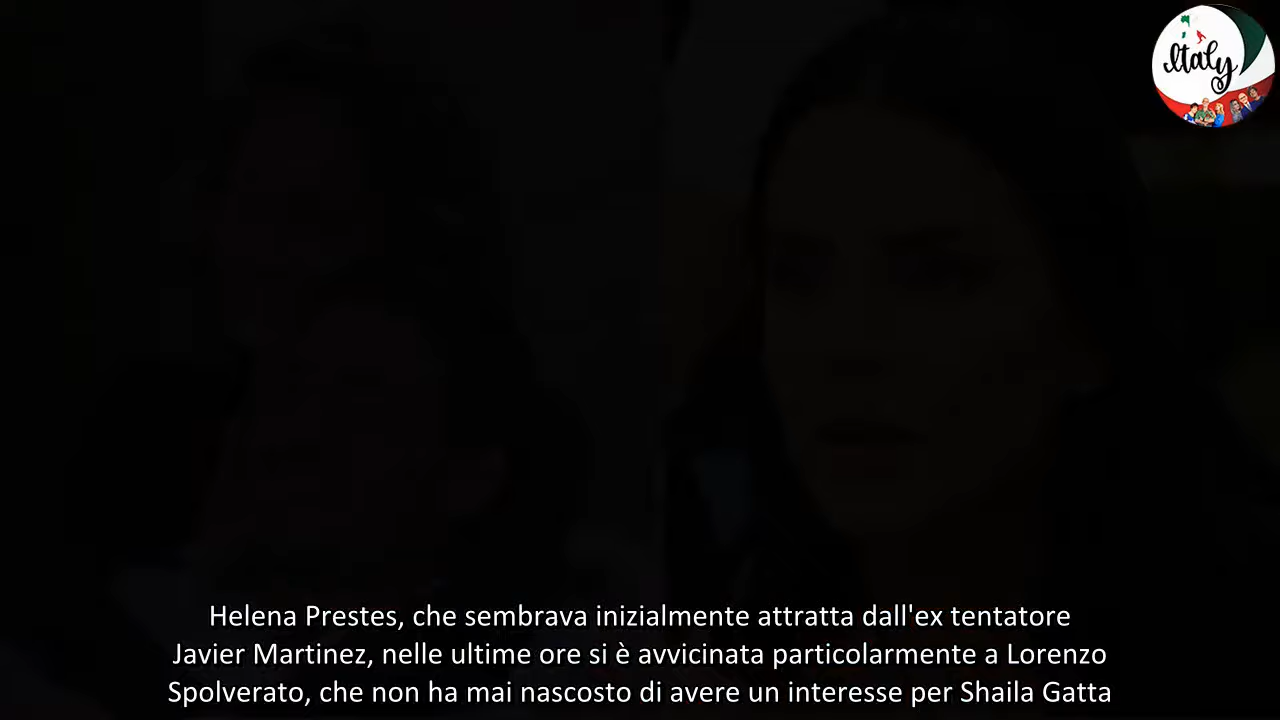 Italy
Helena Prestes, che sembrava inizialmente attratta dall'ex tentatore
Javier Martinez, nelle ultime ore si è avvicinata particolarmente a Lorenzo
Spolverato, che non ha mai nascosto di avere un interesse per Shaila Gatta